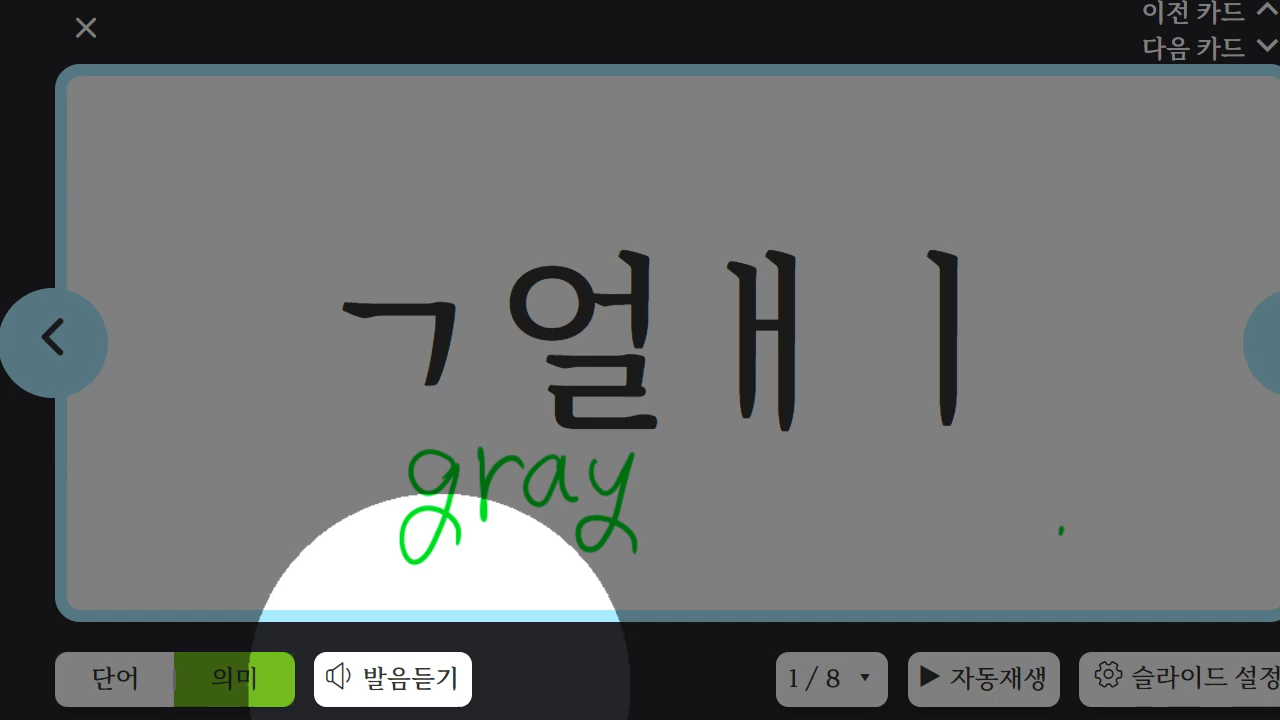 이전 카드
다음 카드
ㄱ얼ㅐㅣ
gray
단어 의미 발음듣기 1 / 8 자동재생 슬라이드 설정